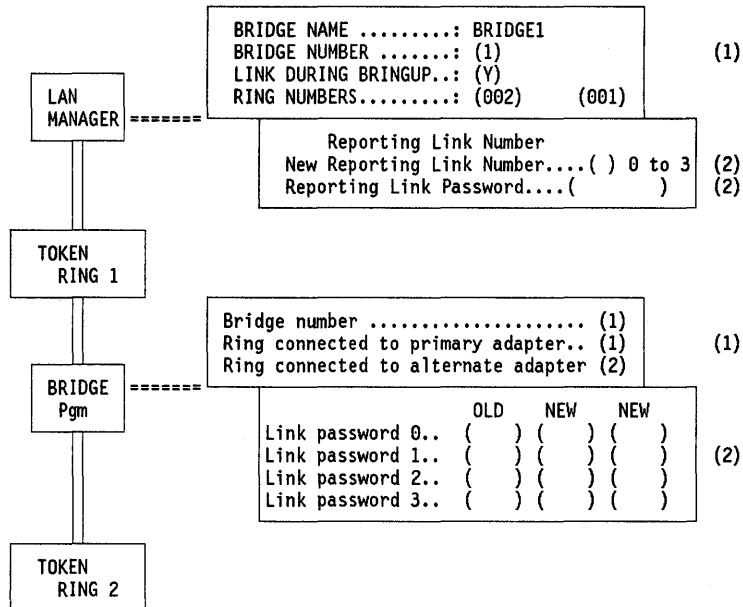 BRIDGE NAME .........: BRIDGE1
BRIDGE NUMBER .......: (1) (1)
LINK DURING BRINGUP..: (Y)
RING NUMBERS.........: (002) (001)
LAN
MANAGER =======
Reporting Link Number
New Reporting Link Number....( ) 0 to 3 (2)
Reporting Link Password....( ) (2)
TOKEN
RING 1
Bridge number ...................... (1)
Ring connected to primary adapter.. (1) (1)
Ring connected to alternate adapter (2)
BRIDGE =======
Pgm
OLD NEW NEW
Link password 0.. ( ) ( ) ( )
Link password 1.. ( ) ( ) ( ) (2)
Link password 2.. ( ) ( ) ( )
Link password 3.. ( ) ( ) ( )
TOKEN
RING 2